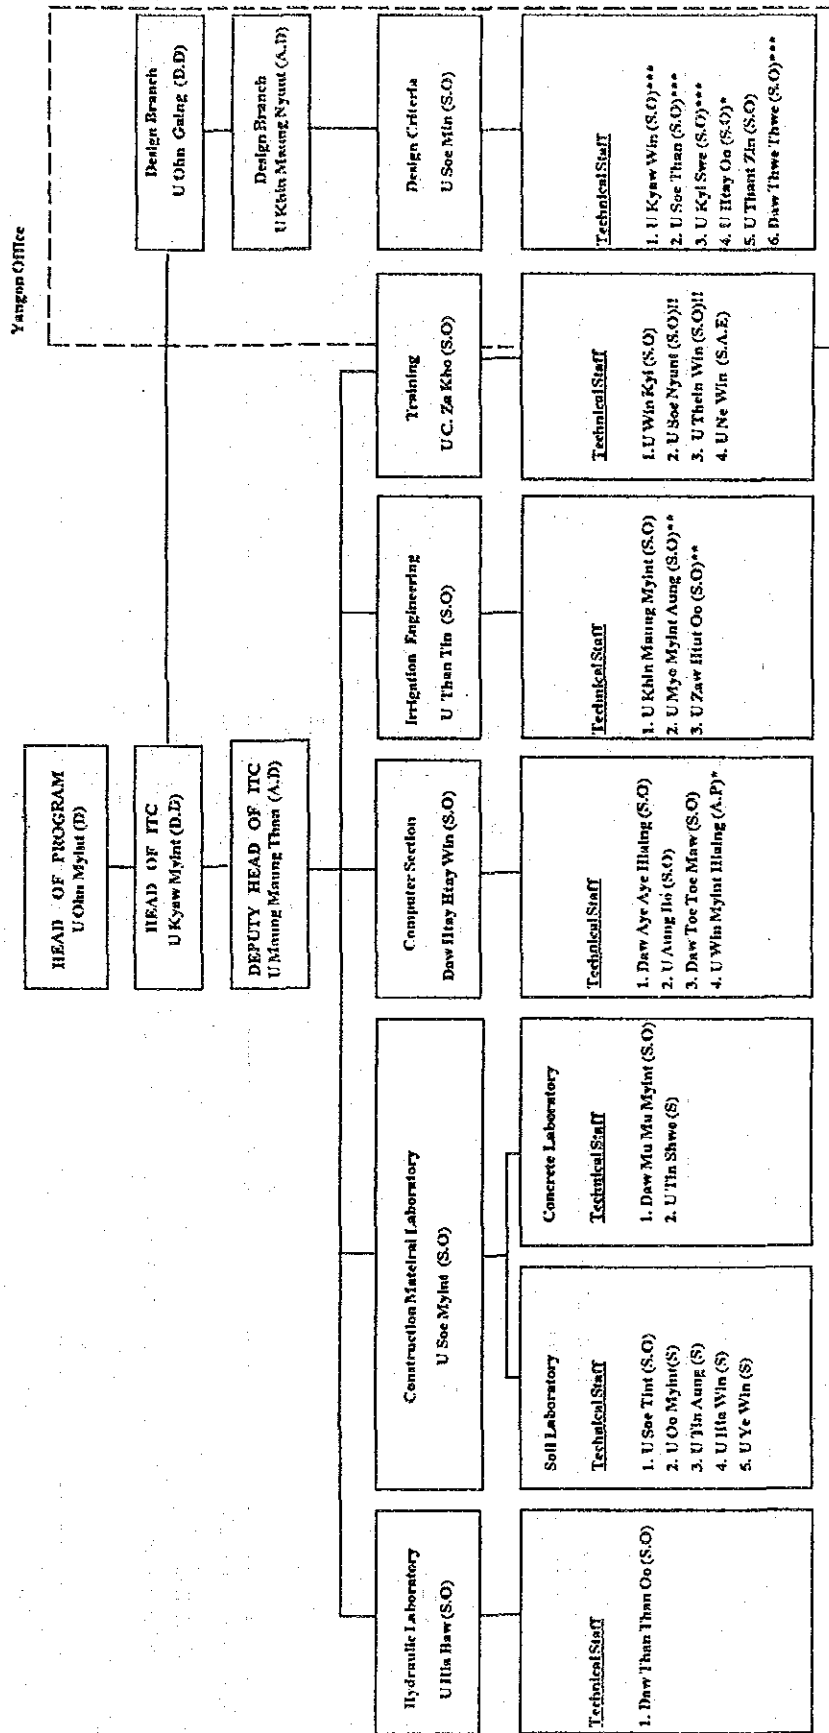 Yangon Office
HEAD OF PROGRAM
U Ohn Myint (D)
HEAD OF ITC
U Kyaw Myint (D.D)
DEPUTY HEAD OF ITC
U Maung Maung Than (A.D)
Design Branch
U Ohn Gaing (D.D)
Design Branch
U Khin Maung Nyunt (A.D)
Hydraulic Laboratory
U Hla Baw (S.O)
Construction Mateiral Laboratory
U Soe Myint (S.O)
Computer Section
Daw Htay Htay Win (S.O)
Irrigation Engineering
U Than Tin (S.O)
Training
U C. Za Kho (S.O)
Design Criteria
U Soe Min (S.O)
Technical Staff
1. Daw Than Than Oo (S.O)
Soil Laboratory
Technical Staff
1. U Soe Tint (S.O)
2. U Oo Myint(S)
3. U Tin Aung (S)
4. U Hla Win (S)
5. U Ye Win (S)
Concrete Laboratory
Technical Staff
1. Daw Mu Mu Myint (S.O)
2. U Tin Shwe (S)
Technical Staff
1. Daw Aye Aye Hlaing (S.O)
2. U Aung (S.O)
3. Daw Toe Toe Maw (S.O)
4. U Win Myint Hlaing (A.P)*
Technical Staff
1. U Khin Maung Myint (S.O)
2. U Myo Myint Aung (S.O)**
3. U Zaw Htut Oo (S.O)**
Technical Staff
1.U Win Kyi (S.O)
2. U Soe Nyunt (S.O)!!
3. U Thein Win (S.O)!!
4. U Ne Win (S.A.E)
Technical Staff
1. U Kyaw Win (S.O)***
2. U Soe Than (S.O)***
3. U Kyi Swe (S.O)***
4. U Htay Oo (S.O)*
5. U Thant Zin (S.O)
6. Daw Thwe Thwe (S.O)***